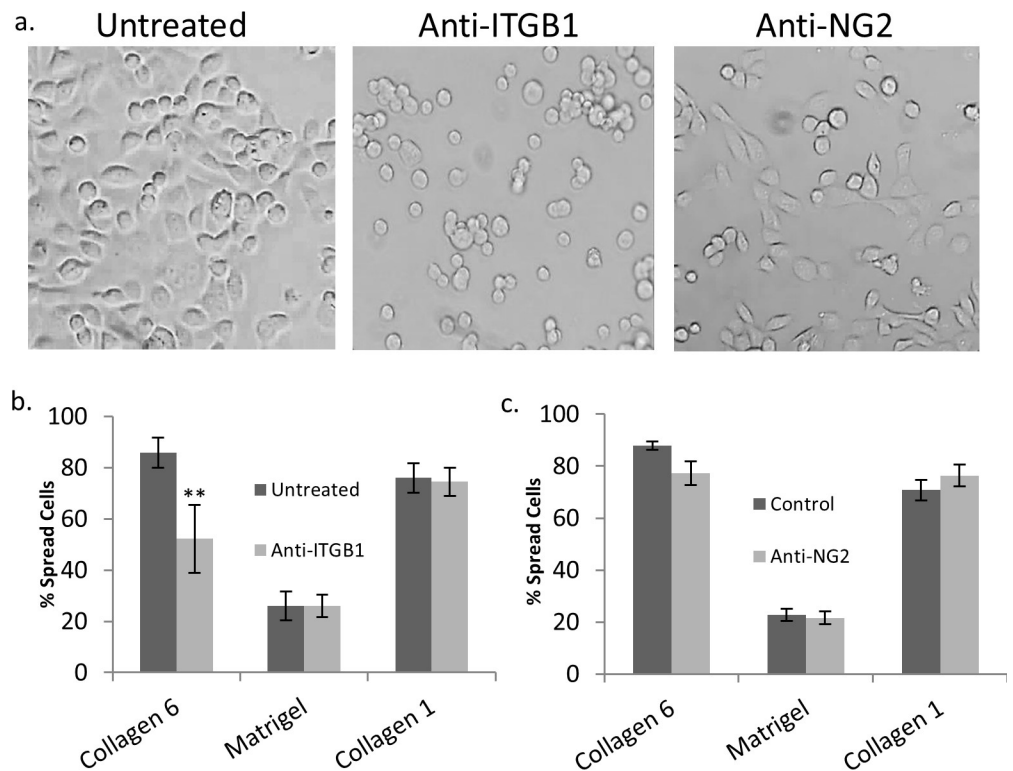 a.
Untreated
Anti-ITGB1
Anti-NG2
b.
% Spread Cells
100
80
60
40
20
0
**
Untreated
Anti-ITGB1
Collagen 6
Matrigel
Collagen 1
c.
% Spread Cells
100
80
60
40
20
0
Control
Anti-NG2
Collagen 6
Matrigel
Collagen 1